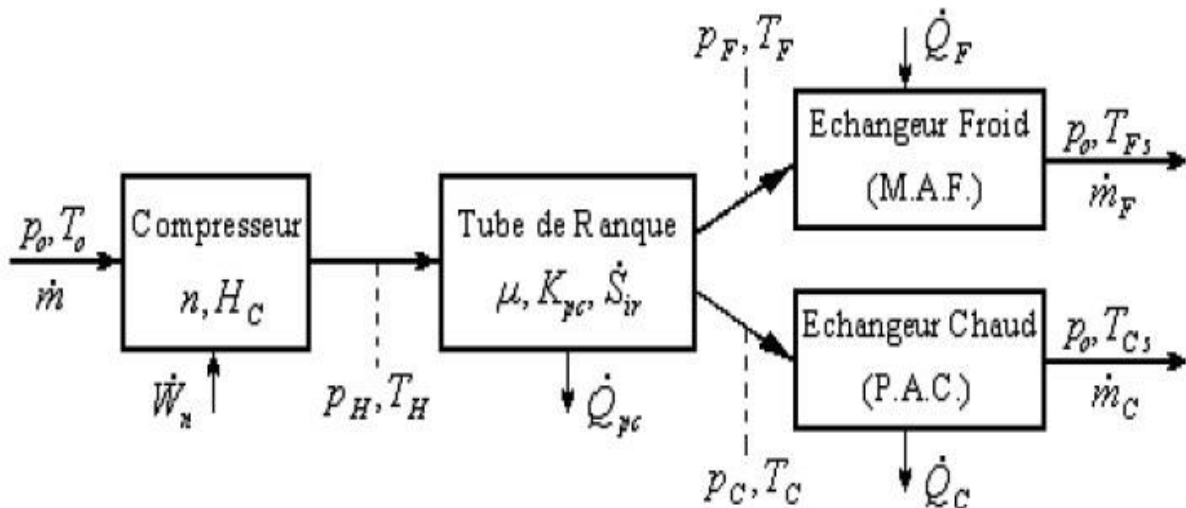 p_o, T_o
ṁ
Compresseur
n, H_C
Ẇ_n
p_H, T_H
Tube de Ranque
μ, K_pc, Ṡ_ir
Q̇_pc
p_F, T_F
Q̇_F
Echangeur Froid
(M.A.F.)
p_o, T_Fs
ṁ_F
Echangeur Chaud
(P.A.C.)
p_o, T_Cs
ṁ_C
p_C, T_C
Q̇_C